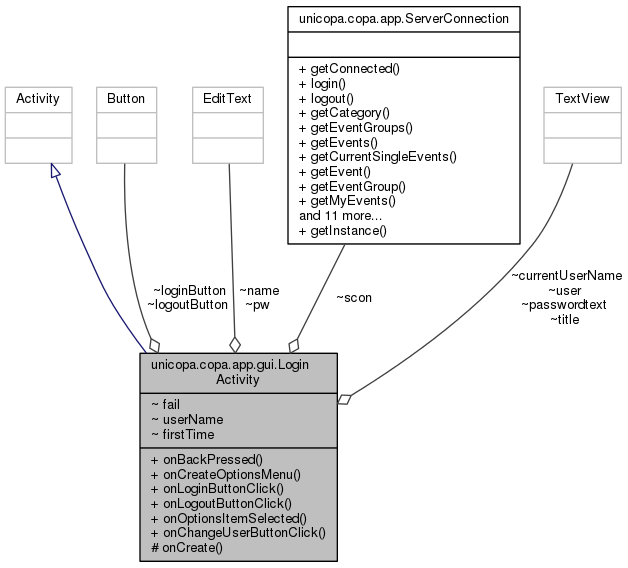 unicopa.copa.app.ServerConnection
+ getConnected()
+ login()
+ logout()
+ getCategory()
+ getEventGroups()
+ getEvents()
+ getCurrentSingleEvents()
+ getEvent()
+ getEventGroup()
+ getMyEvents()
and 11 more...
+ getInstance()
Activity
Button
EditText
TextView
~loginButton
~logoutButton
~name
~pw
~scon
~currentUserName
~user
~passwordtext
~title
unicopa.copa.app.gui.Login
Activity
~ fail
~ userName
~ firstTime
+ onBackPressed()
+ onCreateOptionsMenu()
+ onLoginButtonClick()
+ onLogoutButtonClick()
+ onOptionsItemSelected()
+ onChangeUserButtonClick()
# onCreate()